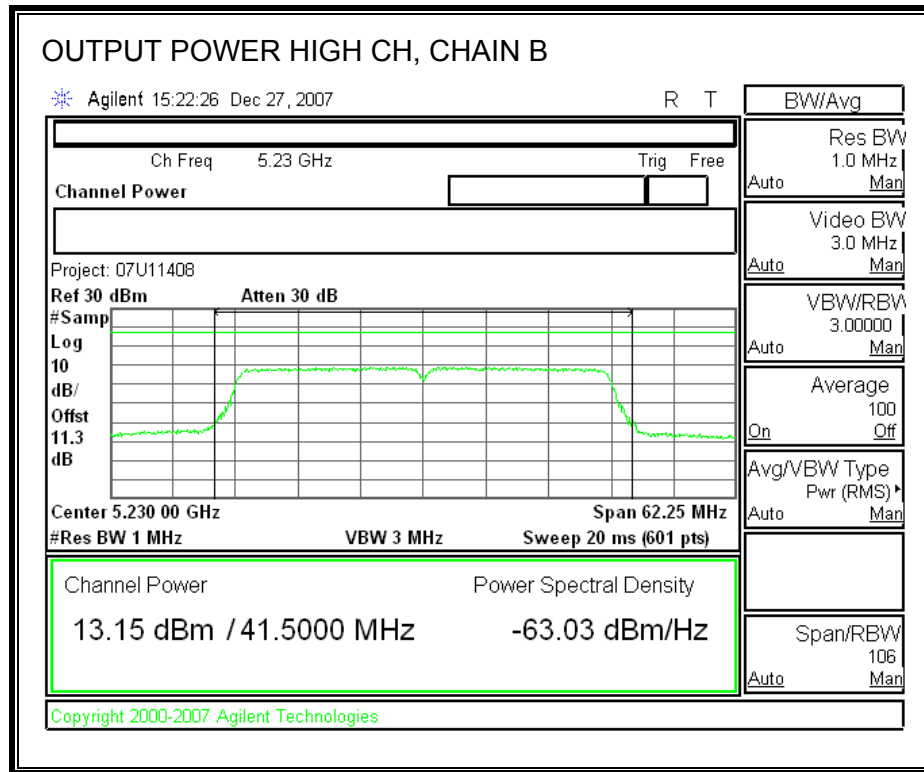 OUTPUT POWER HIGH CH, CHAIN B
Agilent 15:22:26 Dec 27, 2007 R T
BW/Avg
Ch Freq 5.23 GHz Trig Free
Channel Power
Res BW
1.0 MHz
Auto Man
Video BW
3.0 MHz
Auto Man
Project: 07U11408
Ref 30 dBm Atten 30 dB
#Samp
Log
10
dB/
Offst
11.3
dB
VBW/RBW
3.00000
Auto Man
Average
100
On Off
Avg/VBW Type
Pwr (RMS)
Auto Man
Center 5.230 00 GHz Span 62.25 MHz
#Res BW 1 MHz VBW 3 MHz Sweep 20 ms (601 pts)
Channel Power Power Spectral Density
13.15 dBm / 41.5000 MHz -63.03 dBm/Hz
Span/RBW
106
Auto Man
Copyright 2000-2007 Agilent Technologies